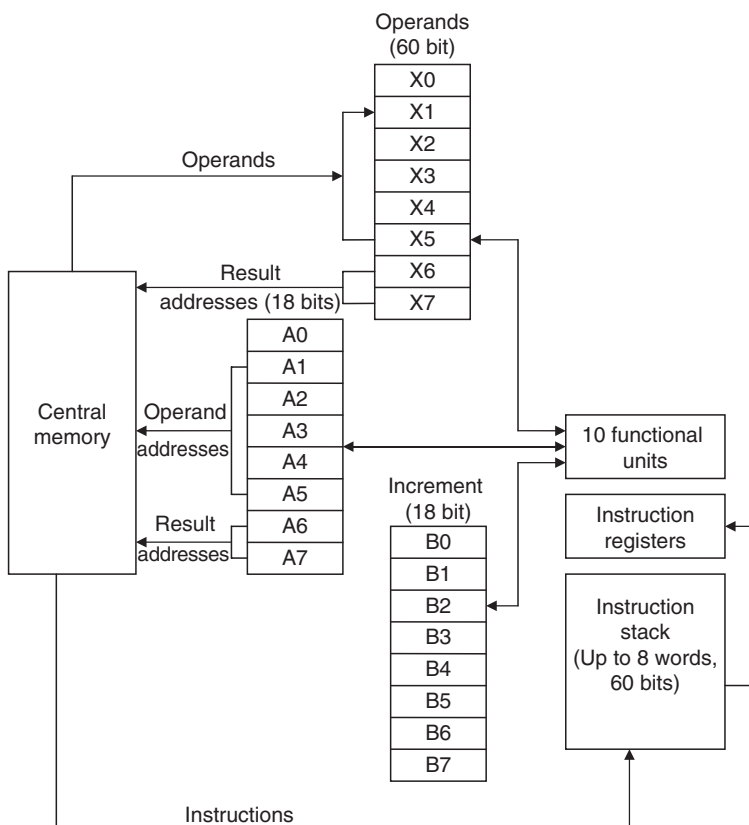 Operands
(60 bit)
X0
X1
X2
X3
X4
X5
X6
X7
Operands
Result
addresses (18 bits)
A0
A1
A2
A3
A4
A5
A6
A7
Central
memory
Operand
addresses
Result
addresses
Increment
(18 bit)
B0
B1
B2
B3
B4
B5
B6
B7
10 functional
units
Instruction
registers
Instruction
stack
(Up to 8 words,
60 bits)
Instructions